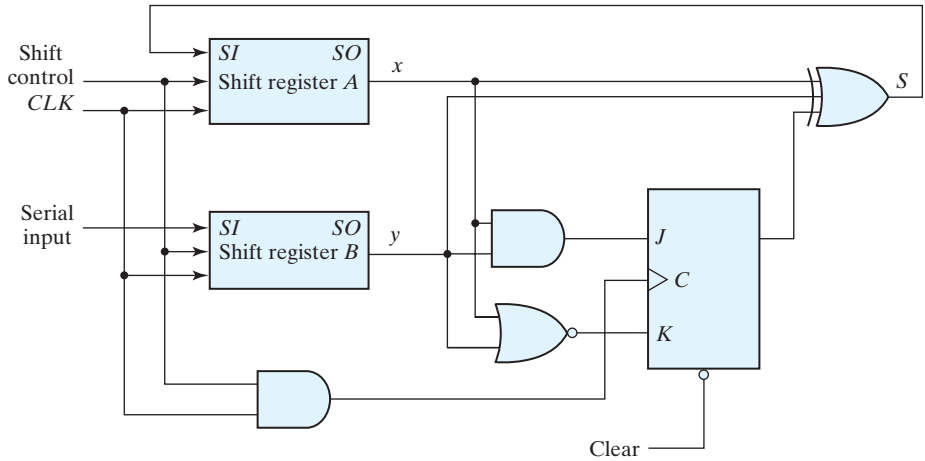 Shift
control
CLK
SI SO
Shift register A
x
S
Serial
input
SI SO
Shift register B
y
J
C
K
Clear